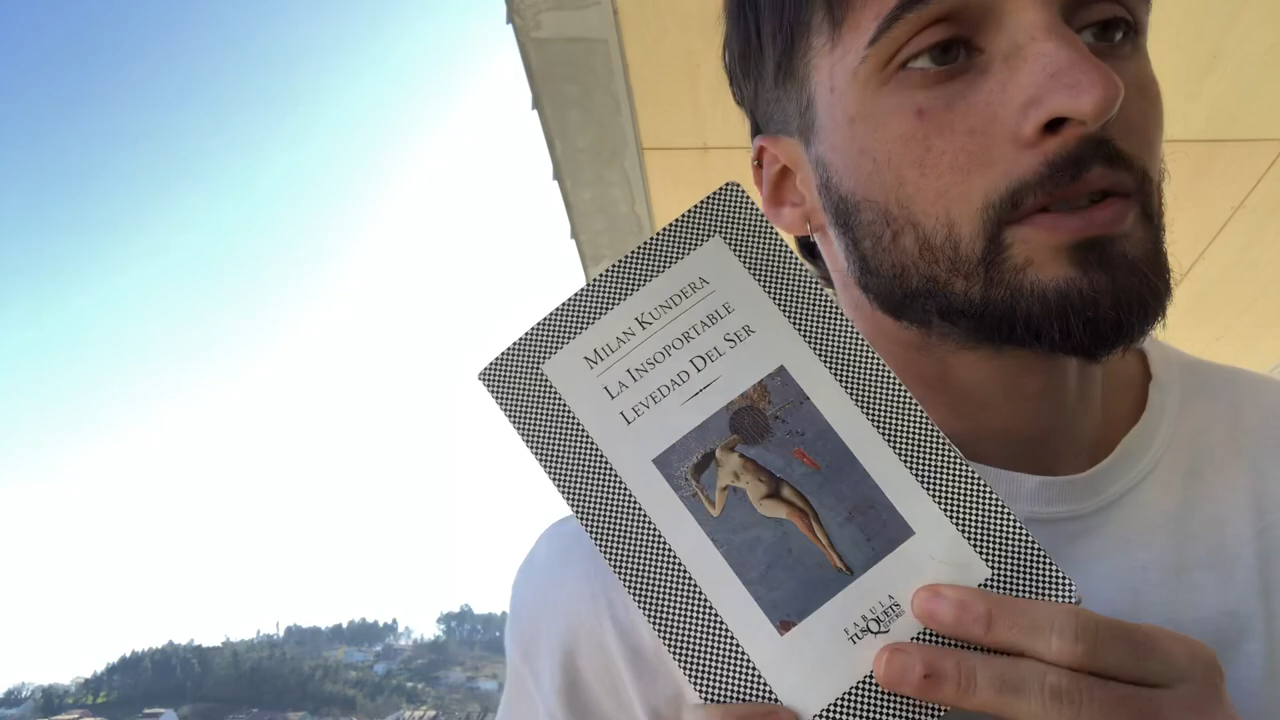 MILAN KUNDERA
LA INSOPORTABLE
LEVEDAD DEL SER
FABULA
TUSQUETS
EDITORES